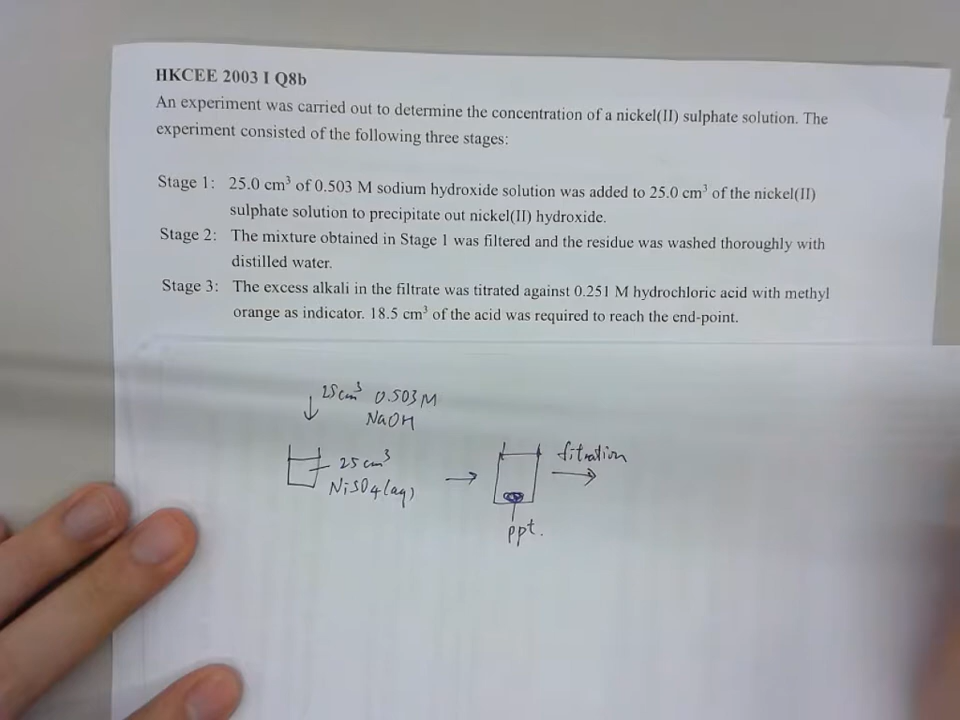 HKCEE 2003 I Q8b
An experiment was carried out to determine the concentration of a nickel(II) sulphate solution. The
experiment consisted of the following three stages:
Stage 1: 25.0 cm³ of 0.503 M sodium hydroxide solution was added to 25.0 cm³ of the nickel(II)
sulphate solution to precipitate out nickel(II) hydroxide.
Stage 2: The mixture obtained in Stage 1 was filtered and the residue was washed thoroughly with
distilled water.
Stage 3: The excess alkali in the filtrate was titrated against 0.251 M hydrochloric acid with methyl
orange as indicator. 18.5 cm³ of the acid was required to reach the end-point.
↓ 25cm³ 0.503M
NaOH
25cm³
NiSO4(aq)
→
fitration
→
ppt.